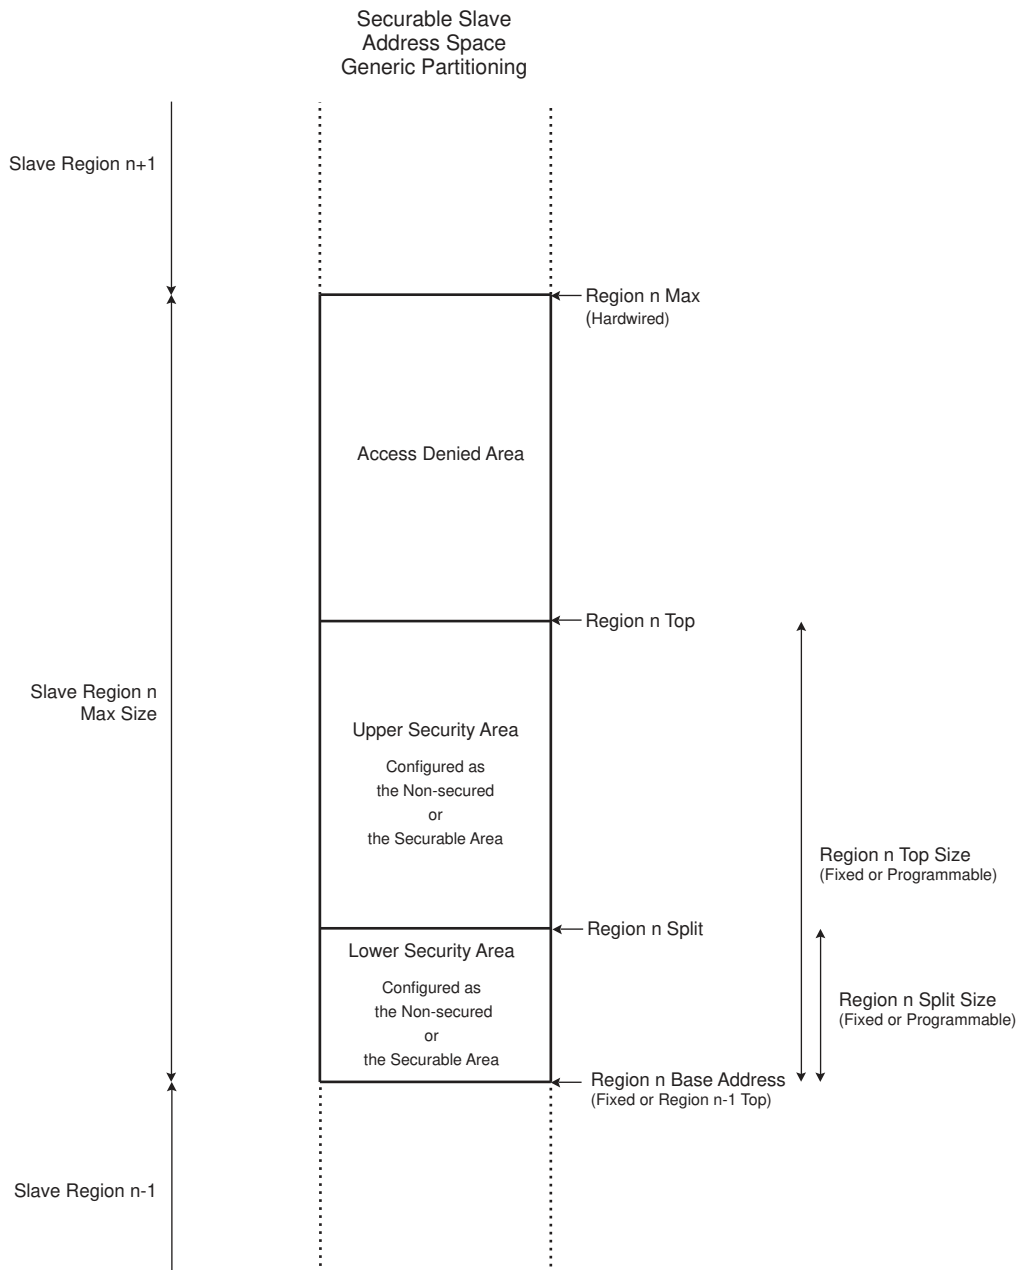 Securable Slave
Address Space
Generic Partitioning
Slave Region n+1
Region n Max
(Hardwired)
Access Denied Area
Region n Top
Slave Region n
Max Size
Upper Security Area
Configured as
the Non-secured
or
the Securable Area
Region n Top Size
(Fixed or Programmable)
Region n Split
Lower Security Area
Configured as
the Non-secured
or
the Securable Area
Region n Split Size
(Fixed or Programmable)
Region n Base Address
(Fixed or Region n-1 Top)
Slave Region n-1